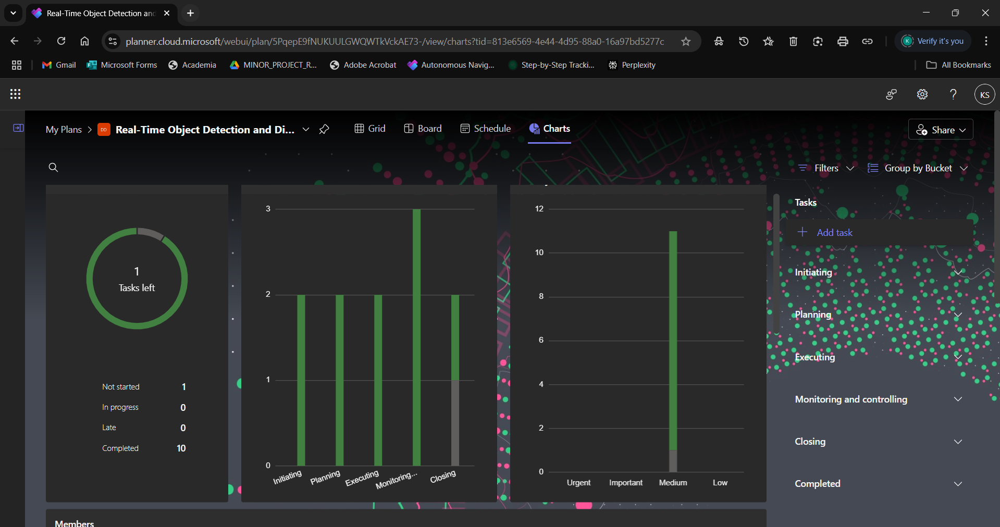 Real-Time Object Detection and
planner.cloud.microsoft/webui/plan/5PqepE9fNUKUULGWQWTkVckAE73-/view/charts?tid=813e6569-4e44-4d95-88a0-16a97bd5277c
K
Verify it's you
Gmail
Microsoft Forms
Academia
MINOR_PROJECT_R...
Adobe Acrobat
Autonomous Navig...
Step-by-Step Tracki...
Perplexity
All Bookmarks
KS
My Plans
DD
Real-Time Object Detection and Di...
Grid
Board
Schedule
Charts
Share
Filters
Group by Bucket
1
Tasks left
Not started 1
In progress 0
Late 0
Completed 10
3
2
1
0
Initiating
Planning
Executing
Monitoring...
Closing
12
10
8
6
4
2
0
Urgent
Important
Medium
Low
Tasks
Add task
Initiating
Planning
Executing
Monitoring and controlling
Closing
Completed
Members